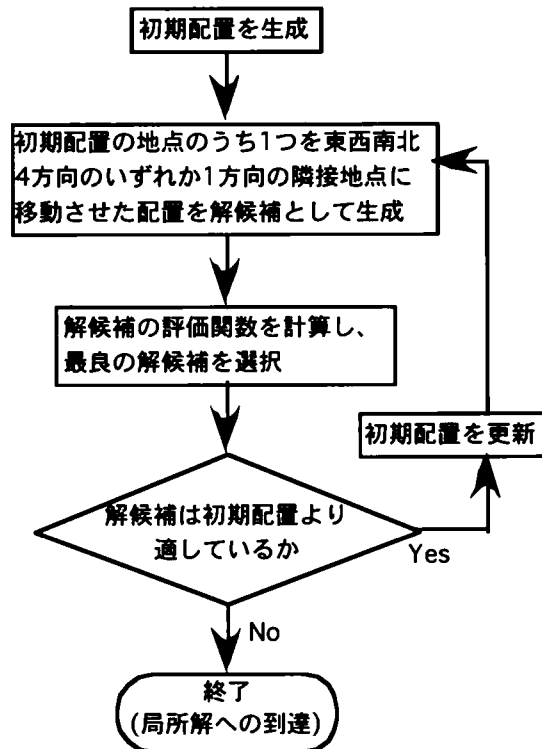 初期配置を生成
初期配置の地点のうち1つを東西南北
4方向のいずれか1方向の隣接地点に
移動させた配置を解候補として生成
解候補の評価関数を計算し、
最良の解候補を選択
初期配置を更新
解候補は初期配置より
適しているか
Yes
No
終了
(局所解への到達)